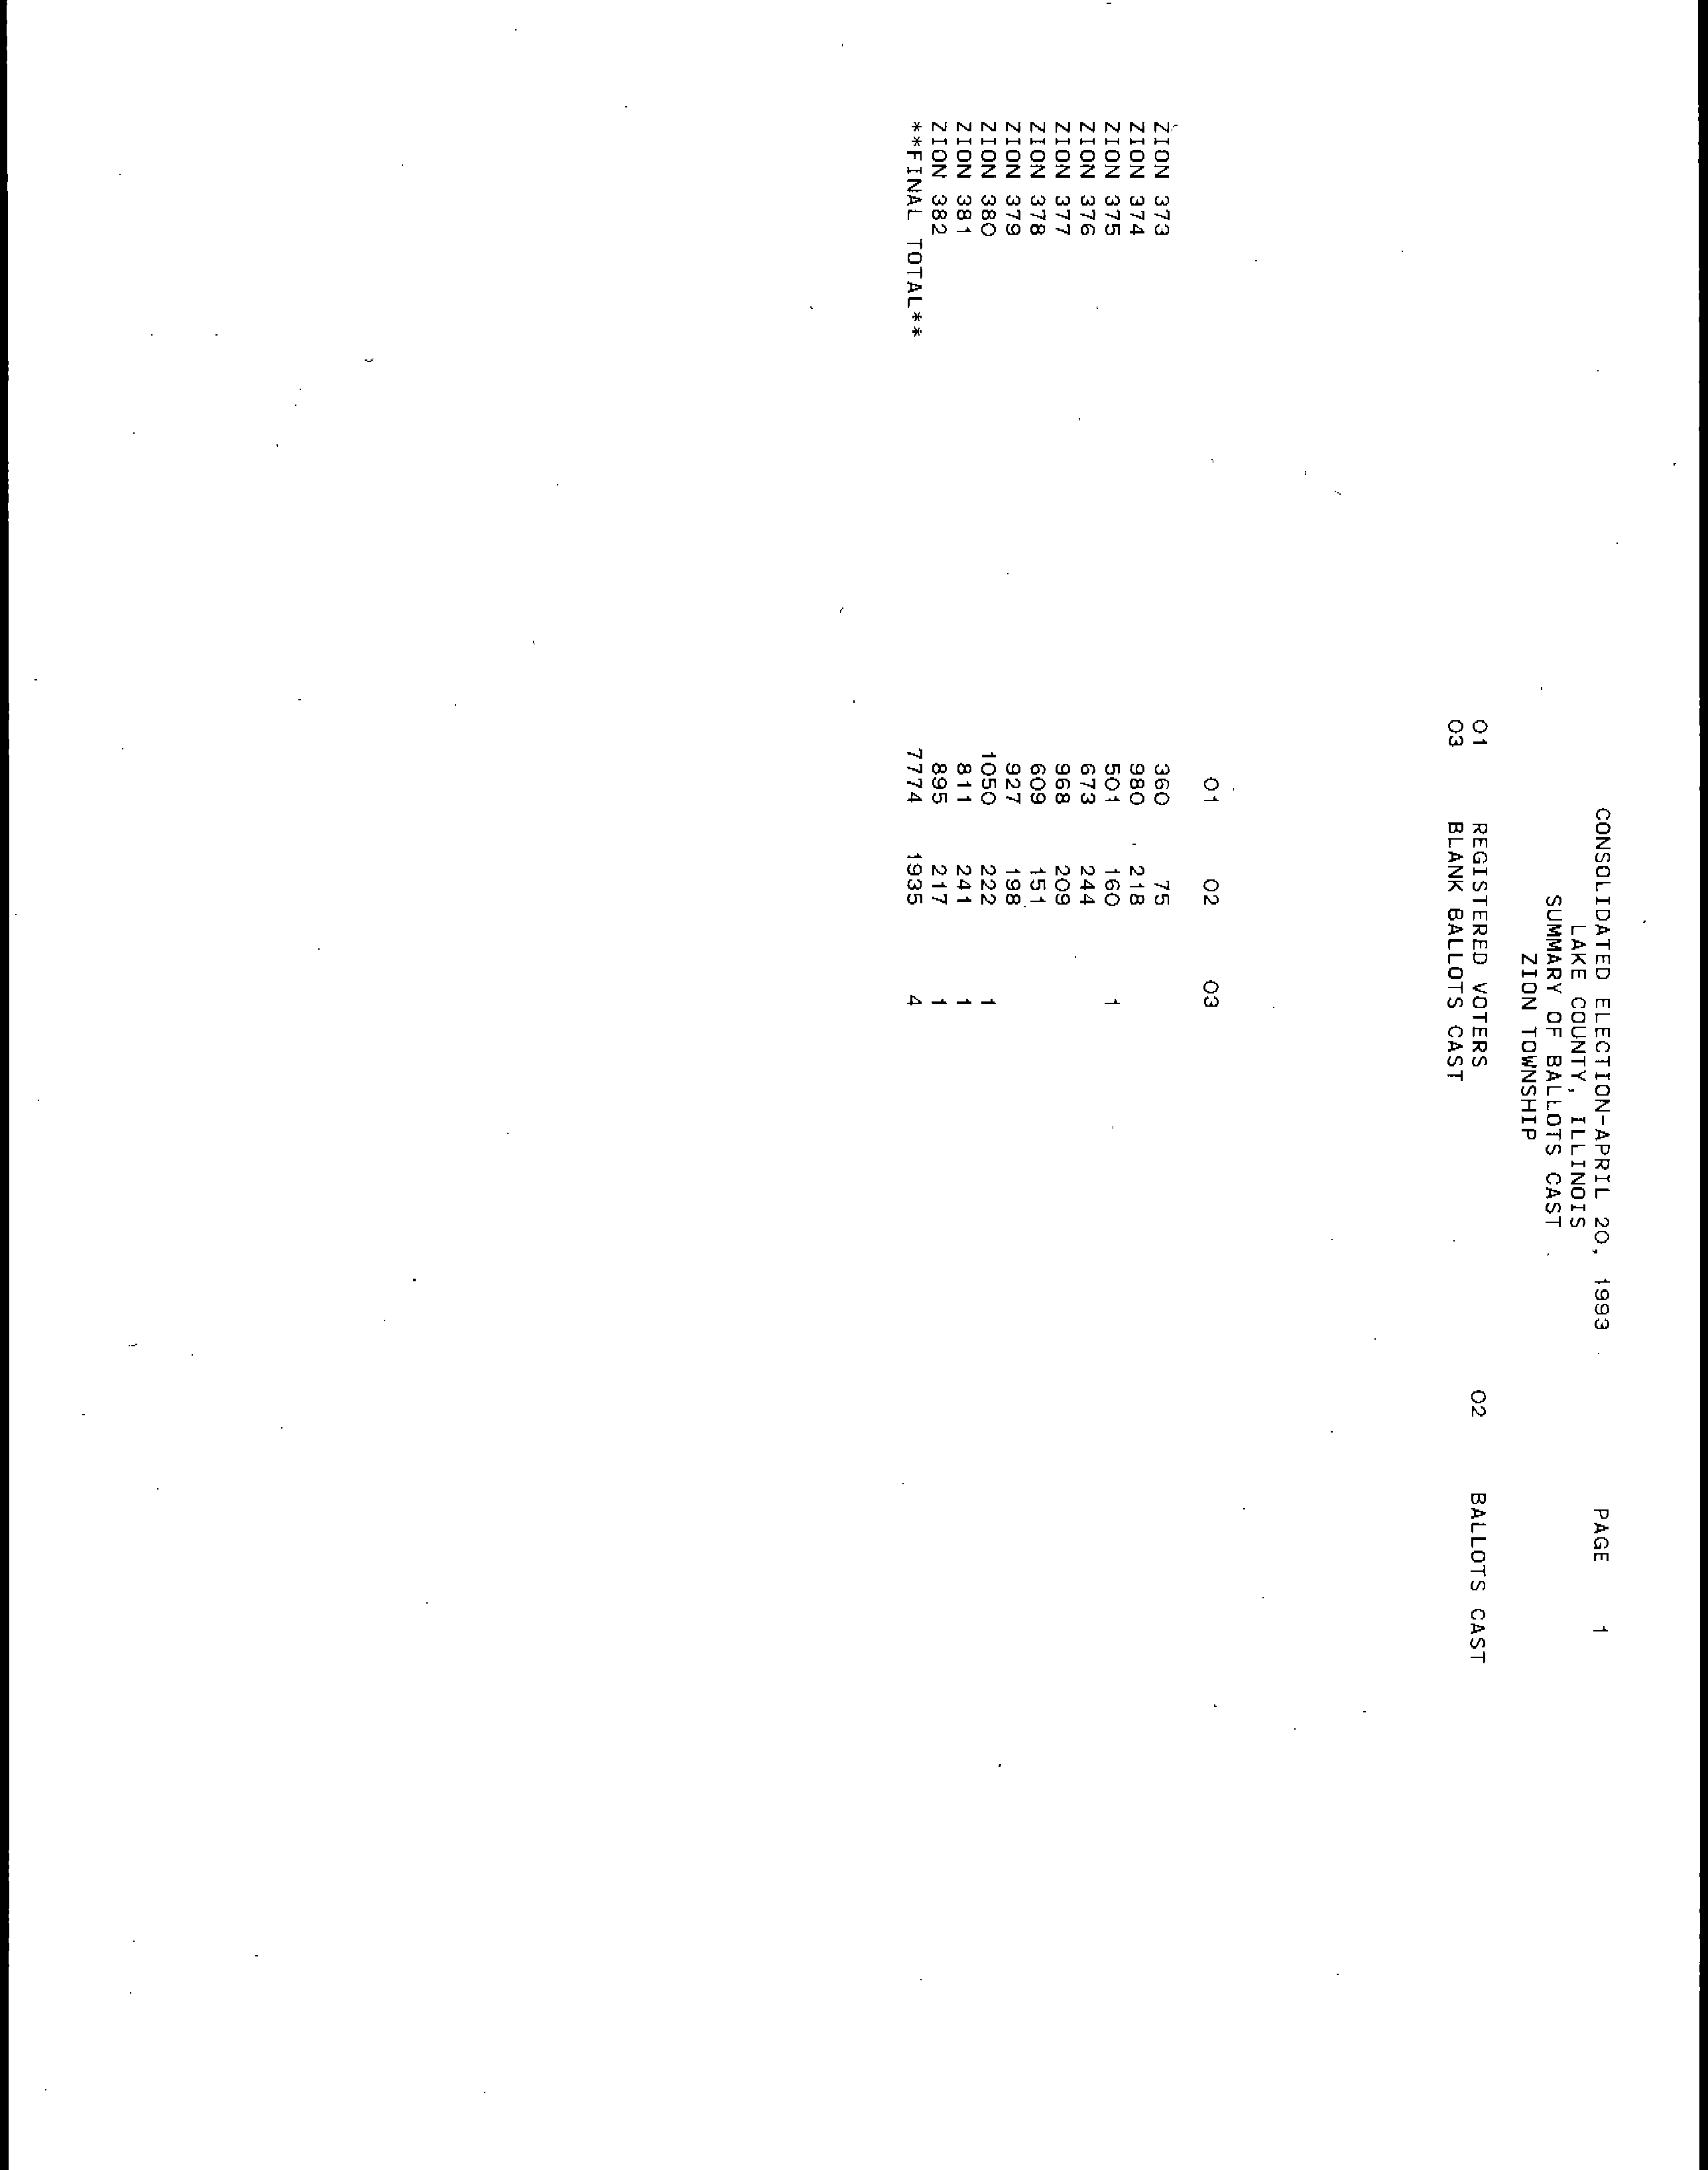 CONSOLIDATED ELECTION-APRIL 20, 1993 PAGE 1
LAKE COUNTY, ILLINOIS
SUMMARY OF BALLOTS CAST
ZION TOWNSHIP
01 REGISTERED VOTERS 02 BALLOTS CAST
03 BLANK BALLOTS CAST
01 02 03
ZION 373 360 75
ZION 374 980 218
ZION 375 501 160 1
ZION 376 673 244
ZION 377 968 209
ZION 378 609 151
ZION 379 927 198
ZION 380 1050 222 1
ZION 381 811 241 1
ZION 382 895 217 1
**FINAL TOTAL** 7774 1935 4